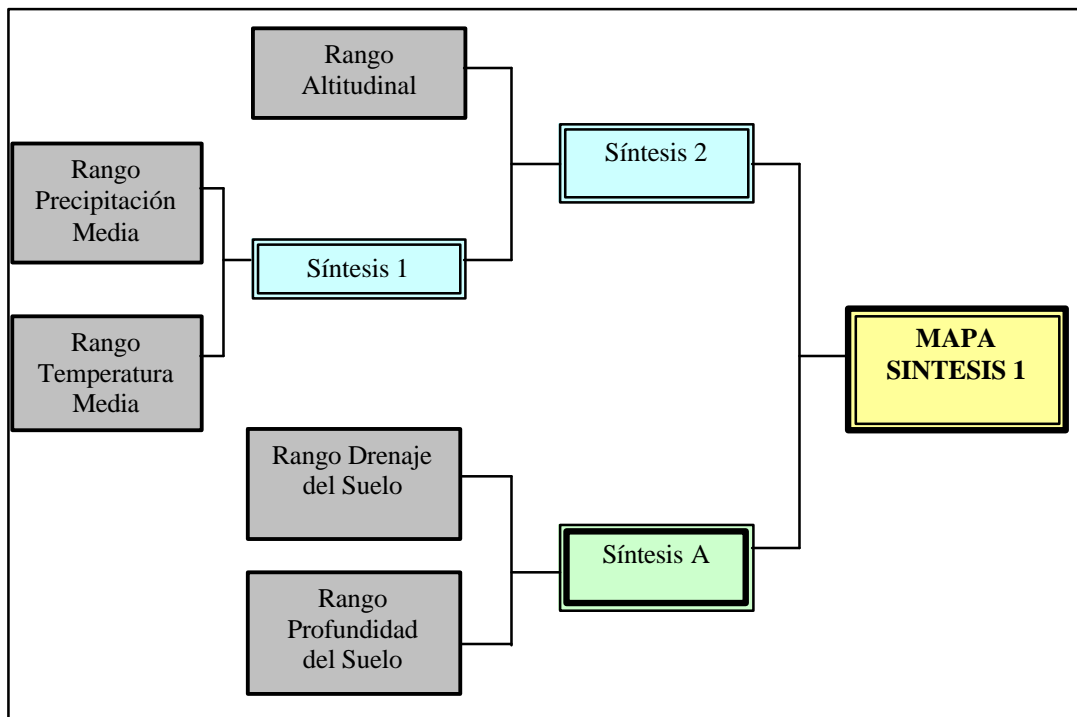 Rango
Altitudinal
Síntesis 2
Rango
Precipitación
Media
Síntesis 1
Rango
Temperatura
Media
MAPA
SINTESIS 1
Rango Drenaje
del Suelo
Síntesis A
Rango
Profundidad
del Suelo